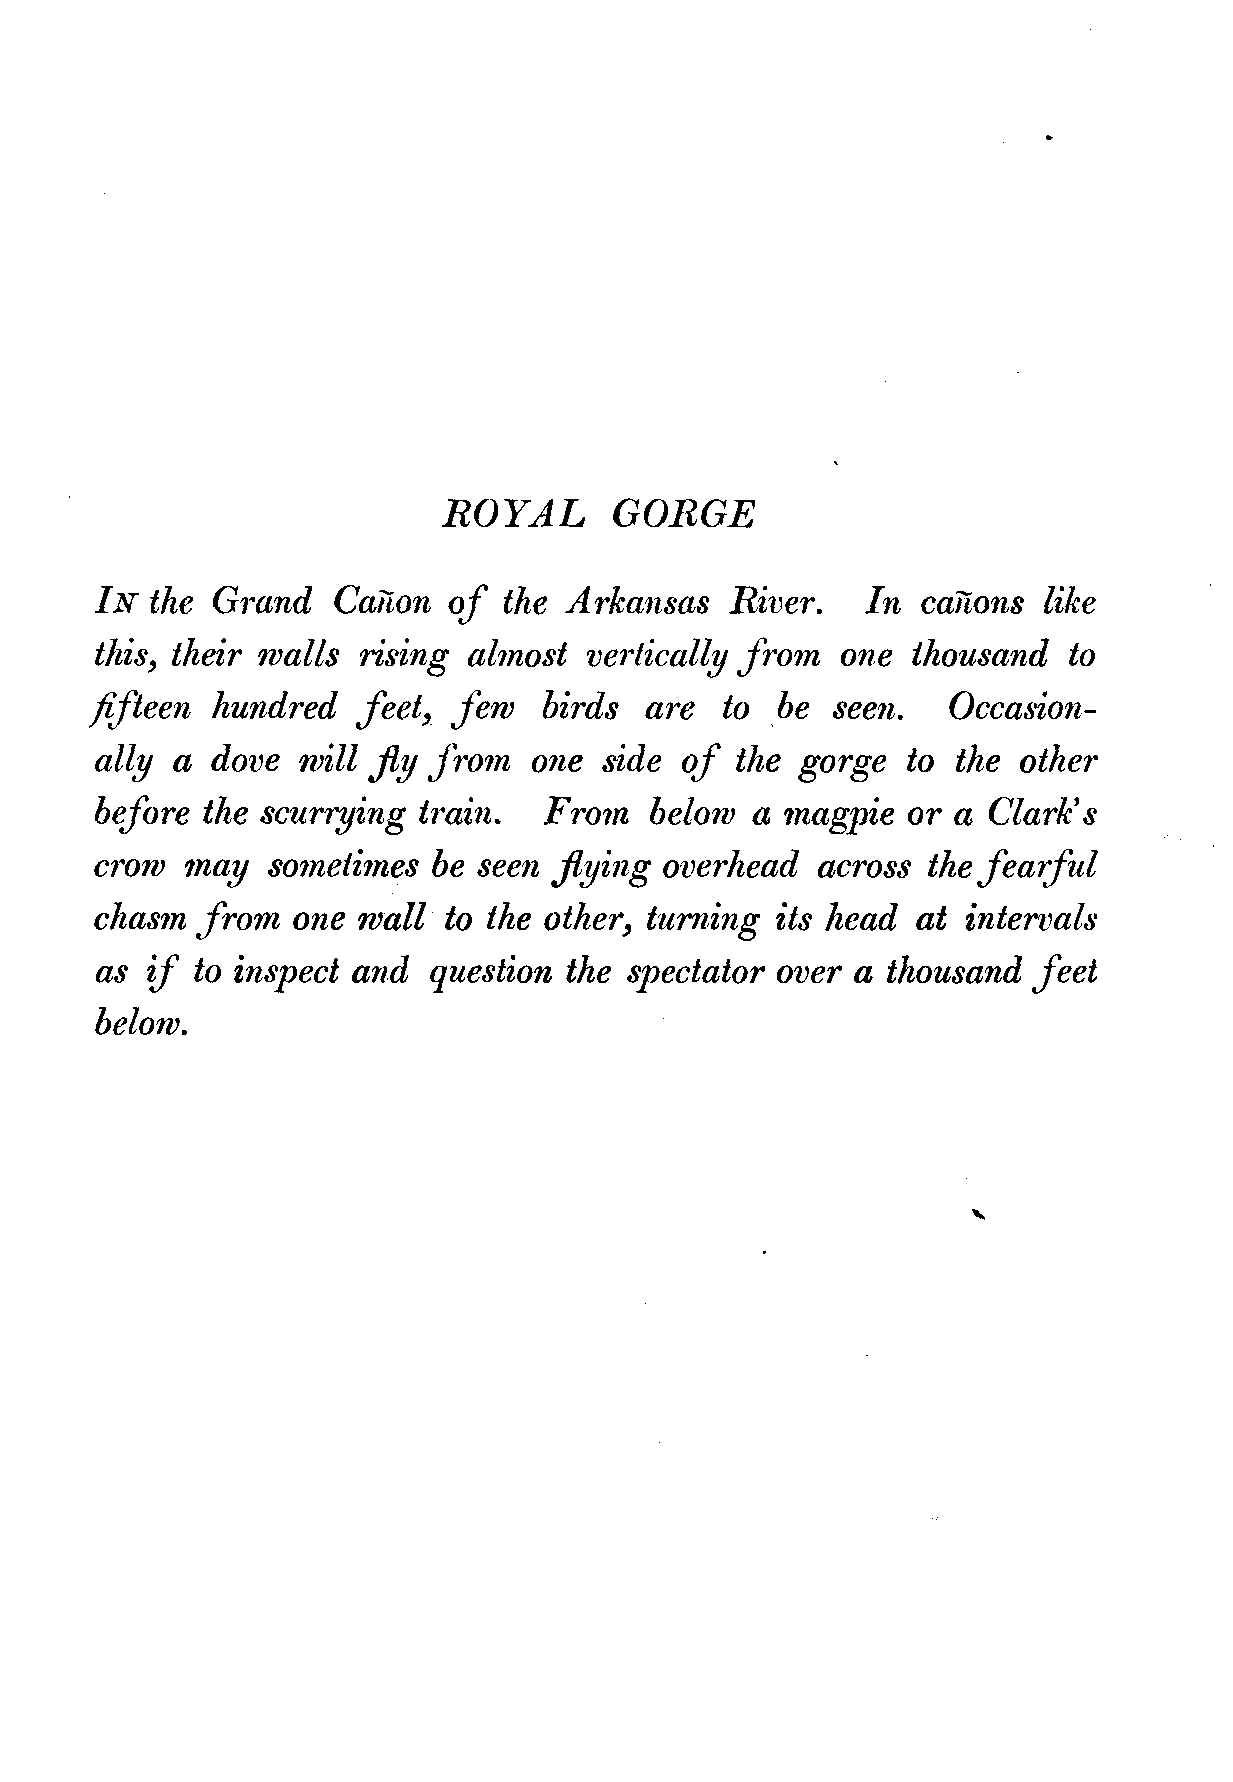 ROYAL GORGE
IN the Grand Cañon of the Arkansas River. In cañons like
this, their walls rising almost vertically from one thousand to
fifteen hundred feet, few birds are to be seen. Occasion-
ally a dove will fly from one side of the gorge to the other
before the scurrying train. From below a magpie or a Clark's
crow may sometimes be seen flying overhead across the fearful
chasm from one wall to the other, turning its head at intervals
as if to inspect and question the spectator over a thousand feet
below.